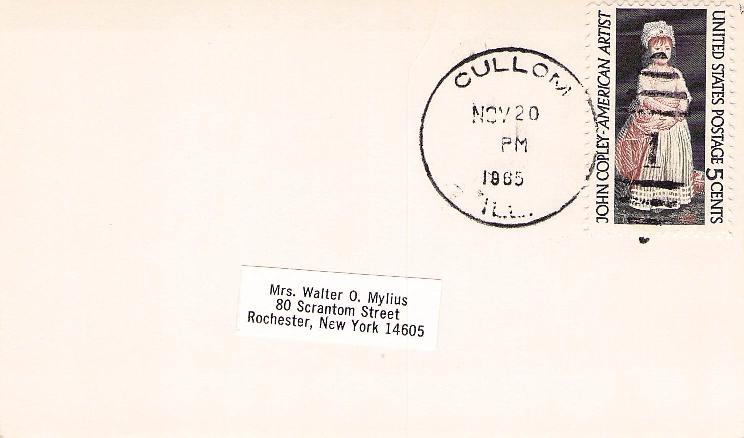 CULLOM
NOV 20
PM
1965
ILL.
JOHN COPLEY-AMERICAN ARTIST
UNITED STATES POSTAGE 5 CENTS
Mrs. Walter O. Mylius
80 Scrantom Street
Rochester, New York 14605